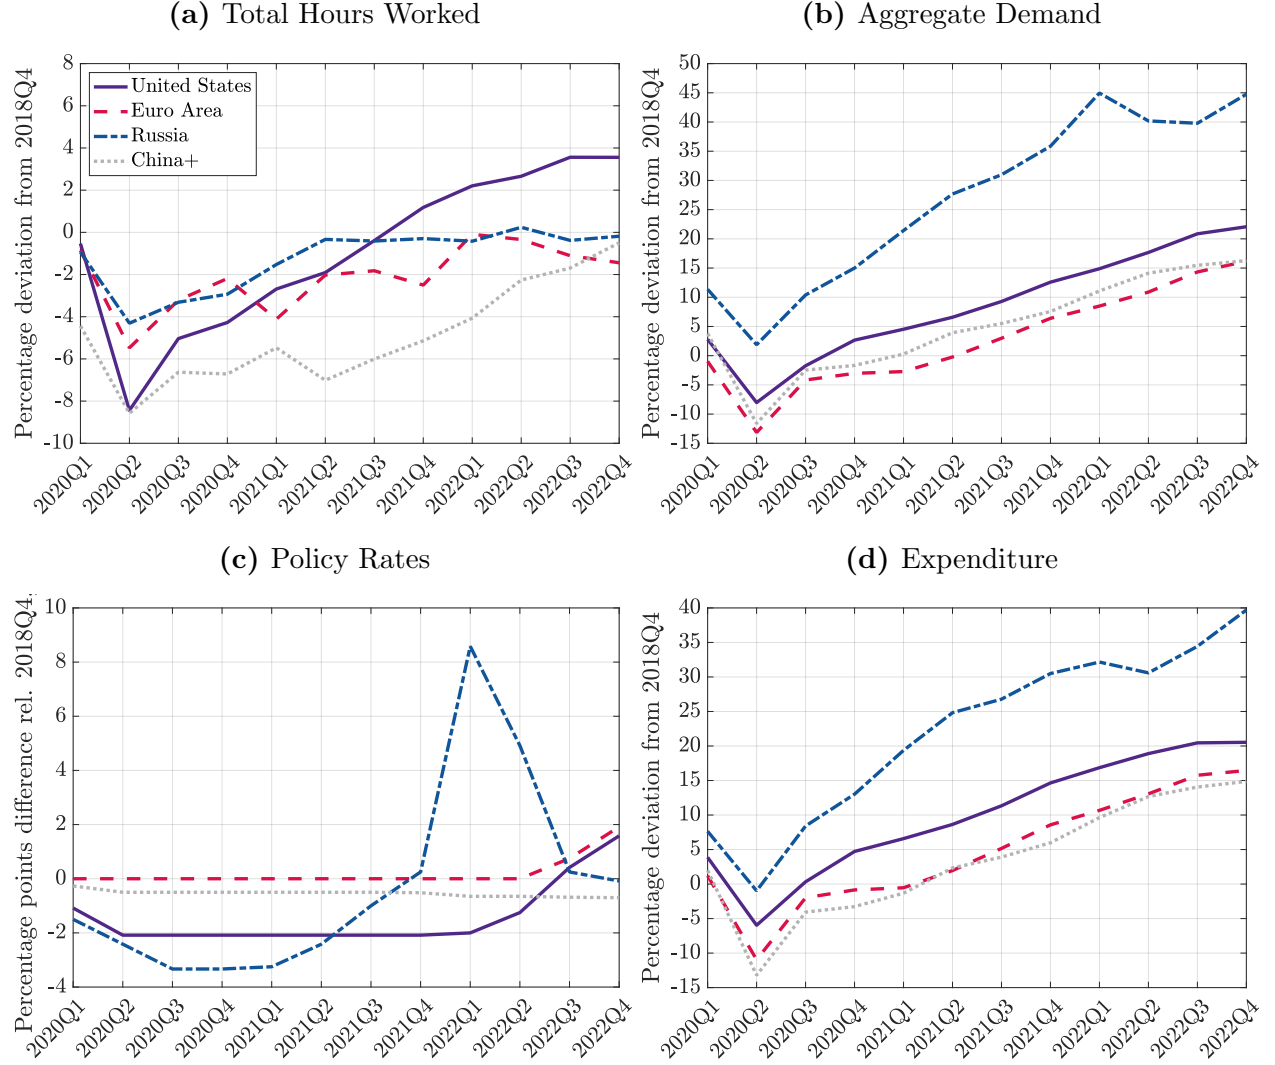 (a) Total Hours Worked
Percentage deviation from 2018Q4
8
6
4
2
0
-2
-4
-6
-8
-10
United States
Euro Area
Russia
China+
2020Q1
2020Q2
2020Q3
2020Q4
2021Q1
2021Q2
2021Q3
2021Q4
2022Q1
2022Q2
2022Q3
2022Q4
(b) Aggregate Demand
Percentage deviation from 2018Q4
50
45
40
35
30
25
20
15
10
5
0
-5
-10
-15
2020Q1
2020Q2
2020Q3
2020Q4
2021Q1
2021Q2
2021Q3
2021Q4
2022Q1
2022Q2
2022Q3
2022Q4
(c) Policy Rates
Percentage points difference rel. 2018Q4.
10
8
6
4
2
0
-2
-4
2020Q1
2020Q2
2020Q3
2020Q4
2021Q1
2021Q2
2021Q3
2021Q4
2022Q1
2022Q2
2022Q3
2022Q4
(d) Expenditure
Percentage deviation from 2018Q4
40
35
30
25
20
15
10
5
0
-5
-10
-15
2020Q1
2020Q2
2020Q3
2020Q4
2021Q1
2021Q2
2021Q3
2021Q4
2022Q1
2022Q2
2022Q3
2022Q4